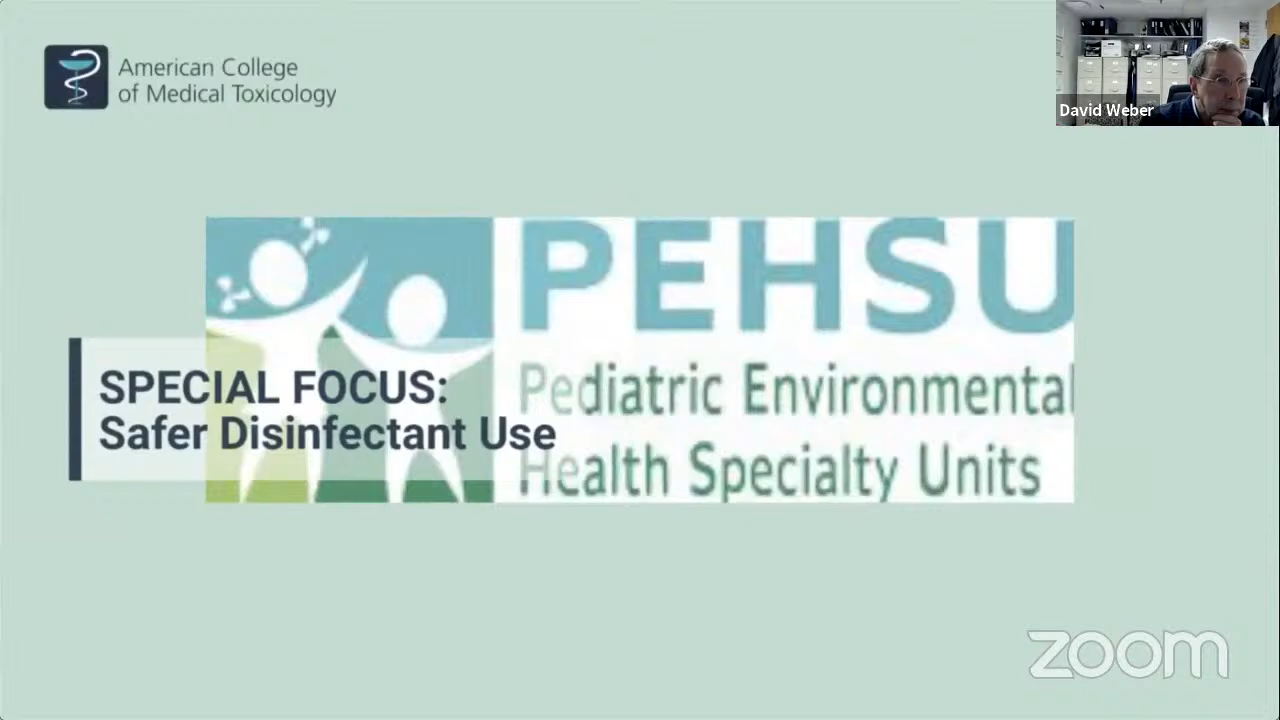 American College
of Medical Toxicology
David Weber
PEHSU
Pediatric Environmental
Health Specialty Units
SPECIAL FOCUS:
Safer Disinfectant Use
zoom